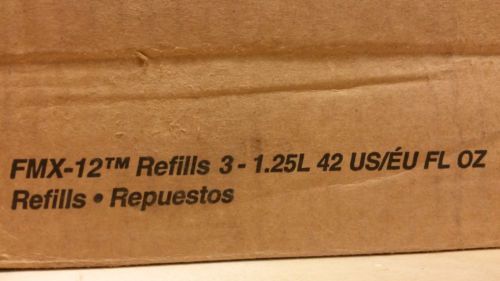 FMX-12™ Refills 3 - 1.25L 42 US/ÉU FL OZ
Refills • Repuestos